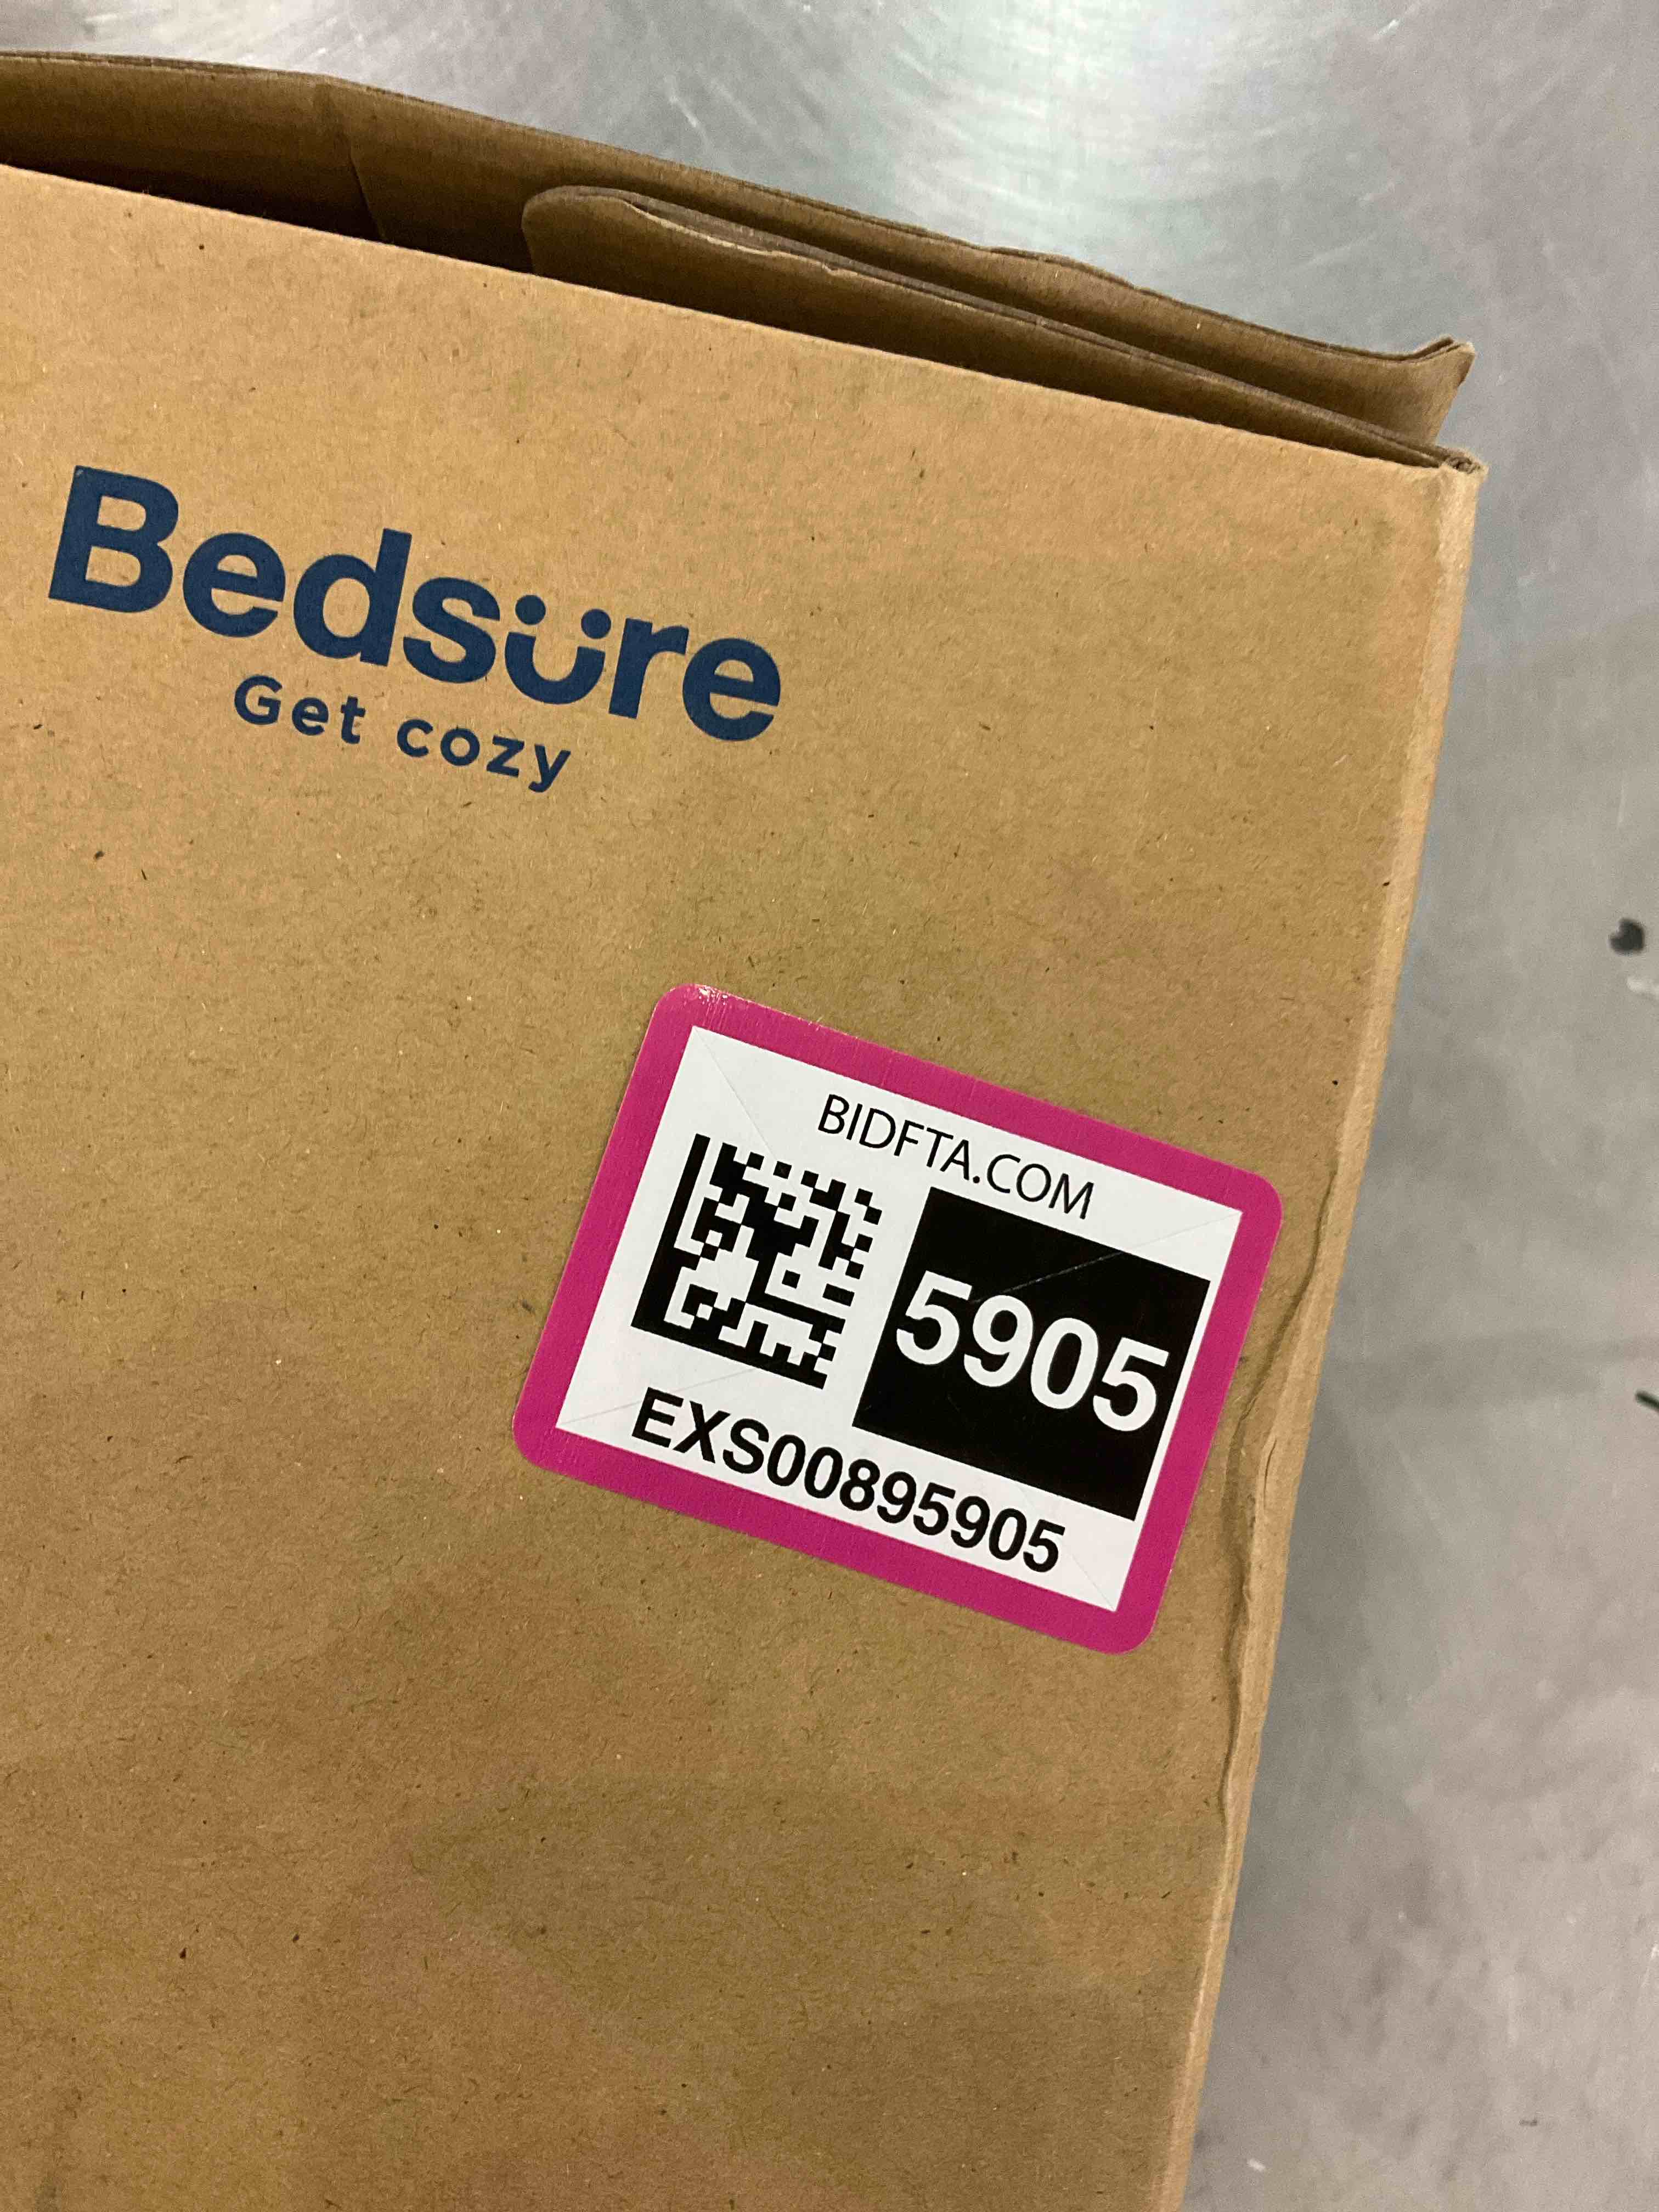 Bedsure
Get cozy
BIDFTA.COM
5905
EXS00895905